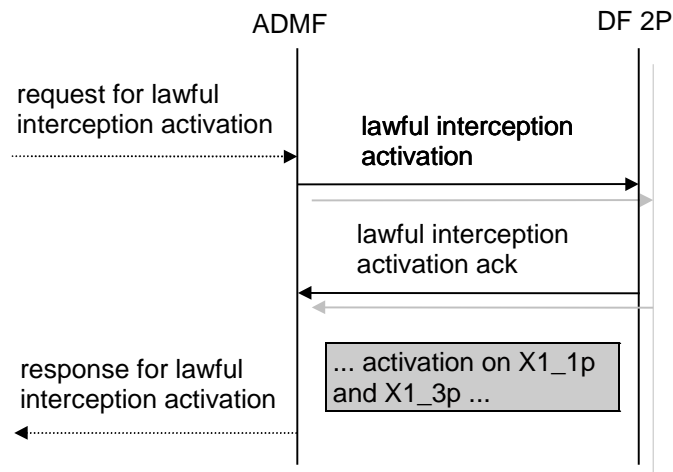 ADMF
DF 2P
request for lawful
interception activation
lawful interception
activation
lawful interception
activation ack
... activation on X1_1p
and X1_3p ...
response for lawful
interception activation